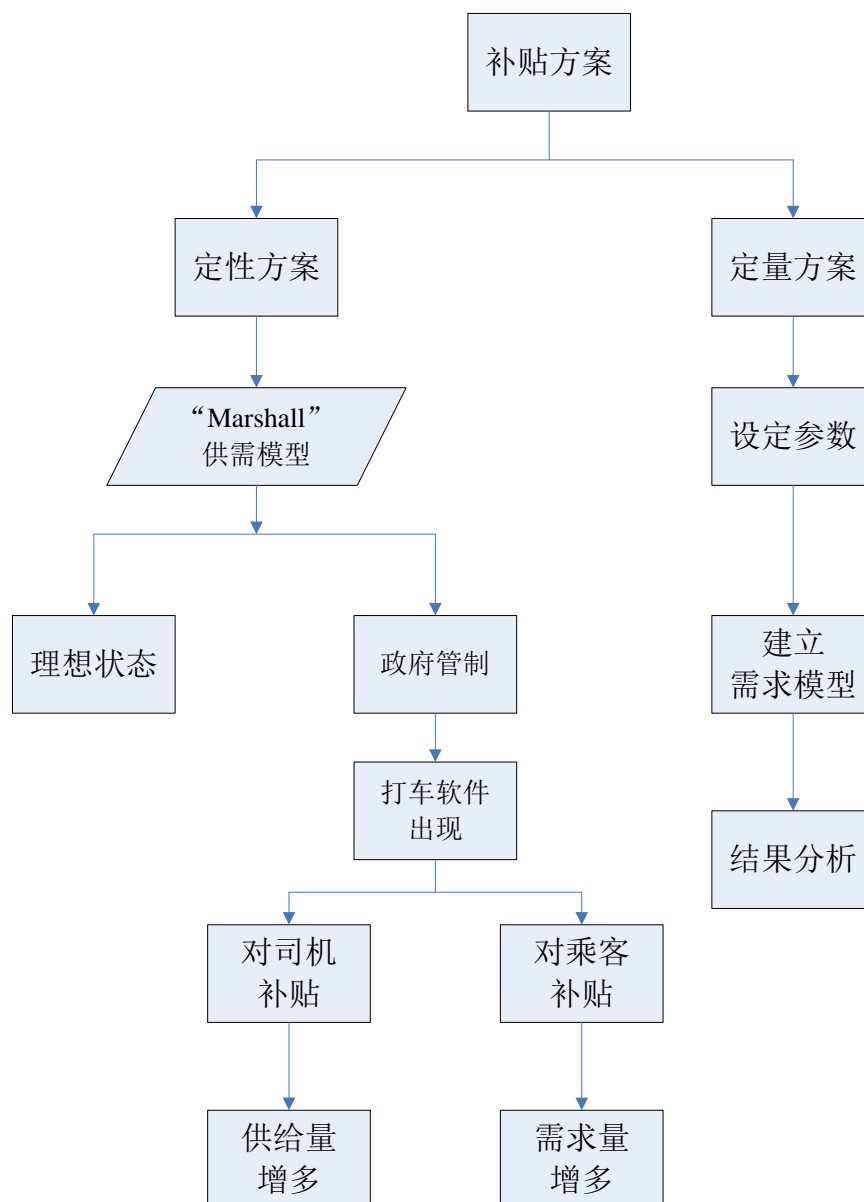 补贴方案
定性方案
定量方案
“Marshall”
供需模型
设定参数
理想状态
政府管制
建立
需求模型
打车软件
出现
结果分析
对司机
补贴
对乘客
补贴
供给量
增多
需求量
增多